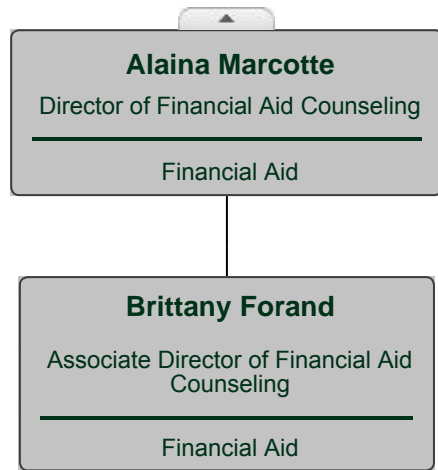 Alaina Marcotte
Director of Financial Aid Counseling
Financial Aid
Brittany Forand
Associate Director of Financial Aid
Counseling
Financial Aid